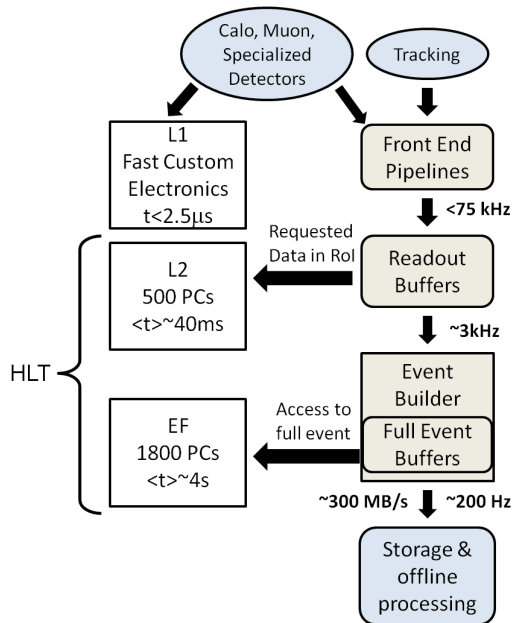 Calo, Muon,
Specialized
Detectors
Tracking
L1
Fast Custom
Electronics
t<2.5μs
Front End
Pipelines
<75 kHz
Requested
Data in RoI
L2
500 PCs
<t>~40ms
Readout
Buffers
~3kHz
HLT
Event
Builder
Full Event
Buffers
Access to
full event
EF
1800 PCs
<t>~4s
~300 MB/s
~200 Hz
Storage &
offline
processing